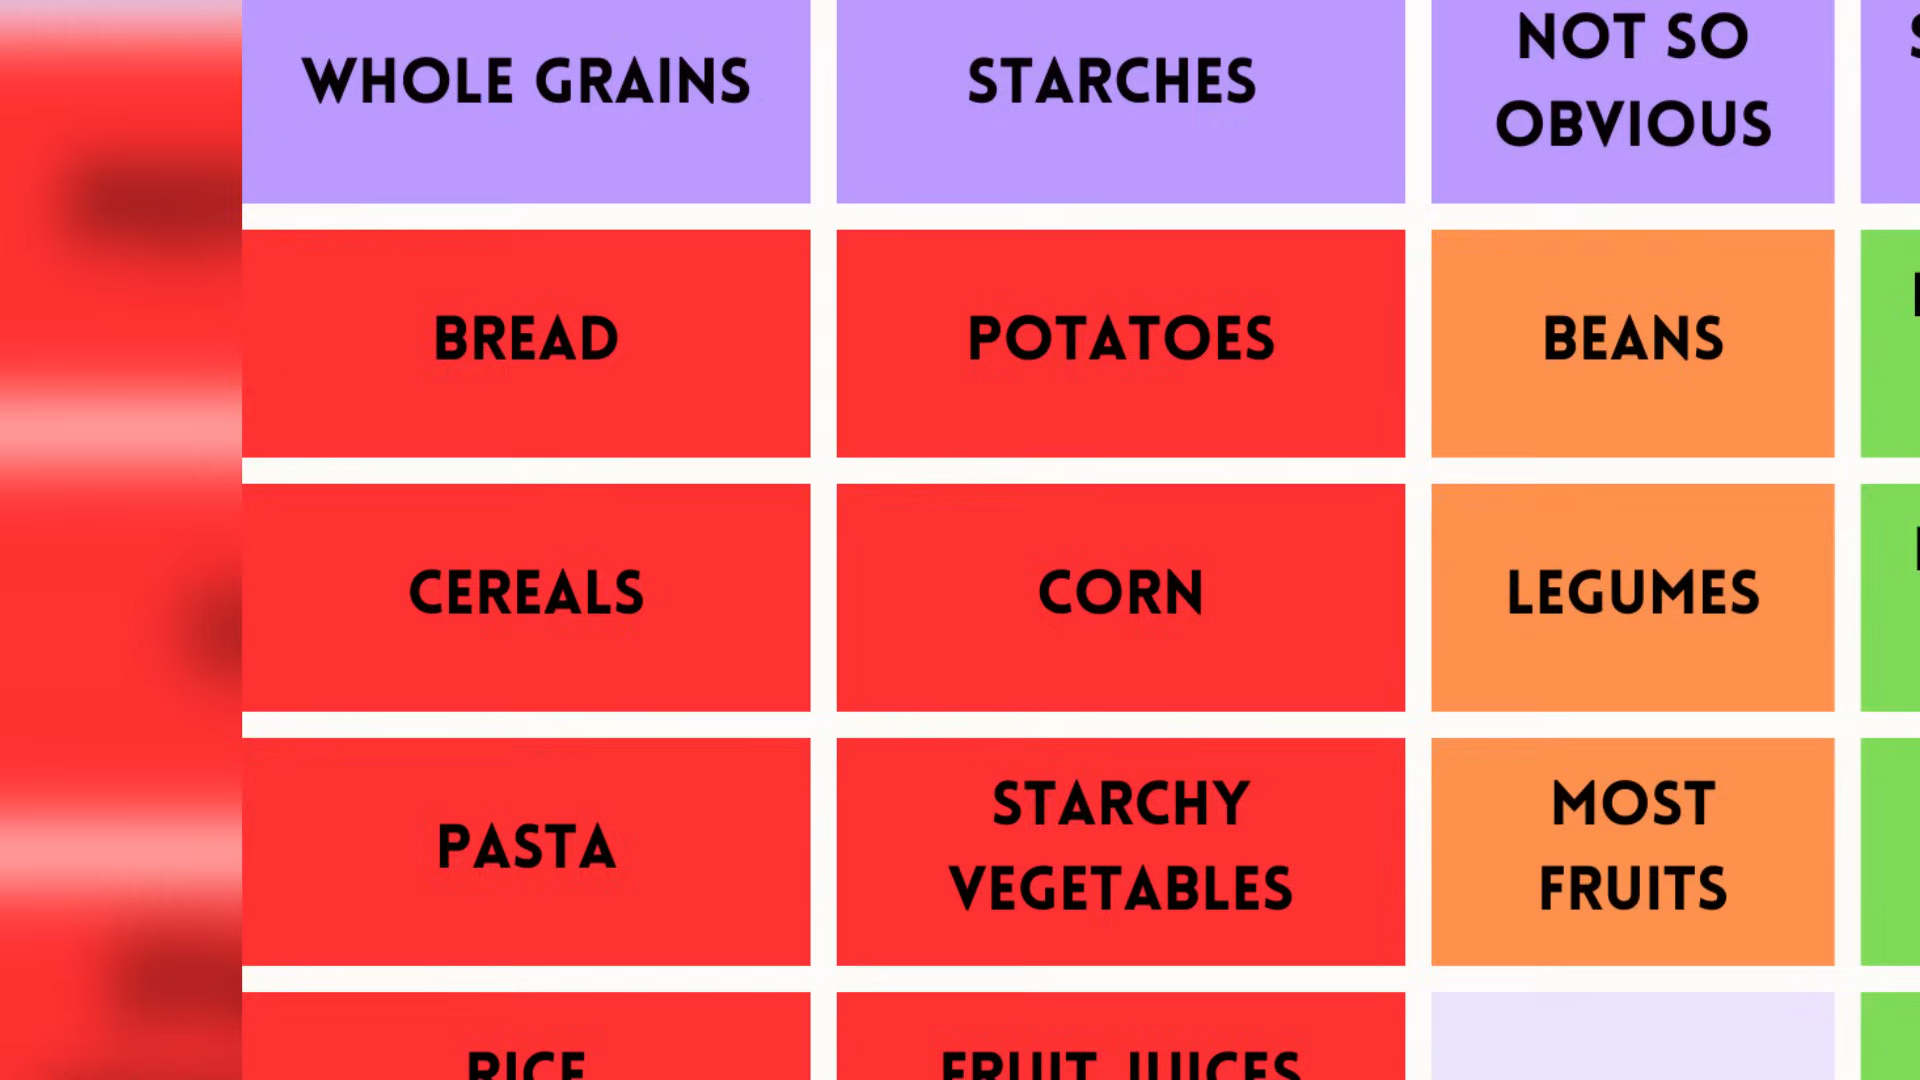 WHOLE GRAINS
STARCHES
NOT SO
OBVIOUS
BREAD
POTATOES
BEANS
CEREALS
CORN
LEGUMES
PASTA
STARCHY
VEGETABLES
MOST
FRUITS
RICE
FRUIT JUICES